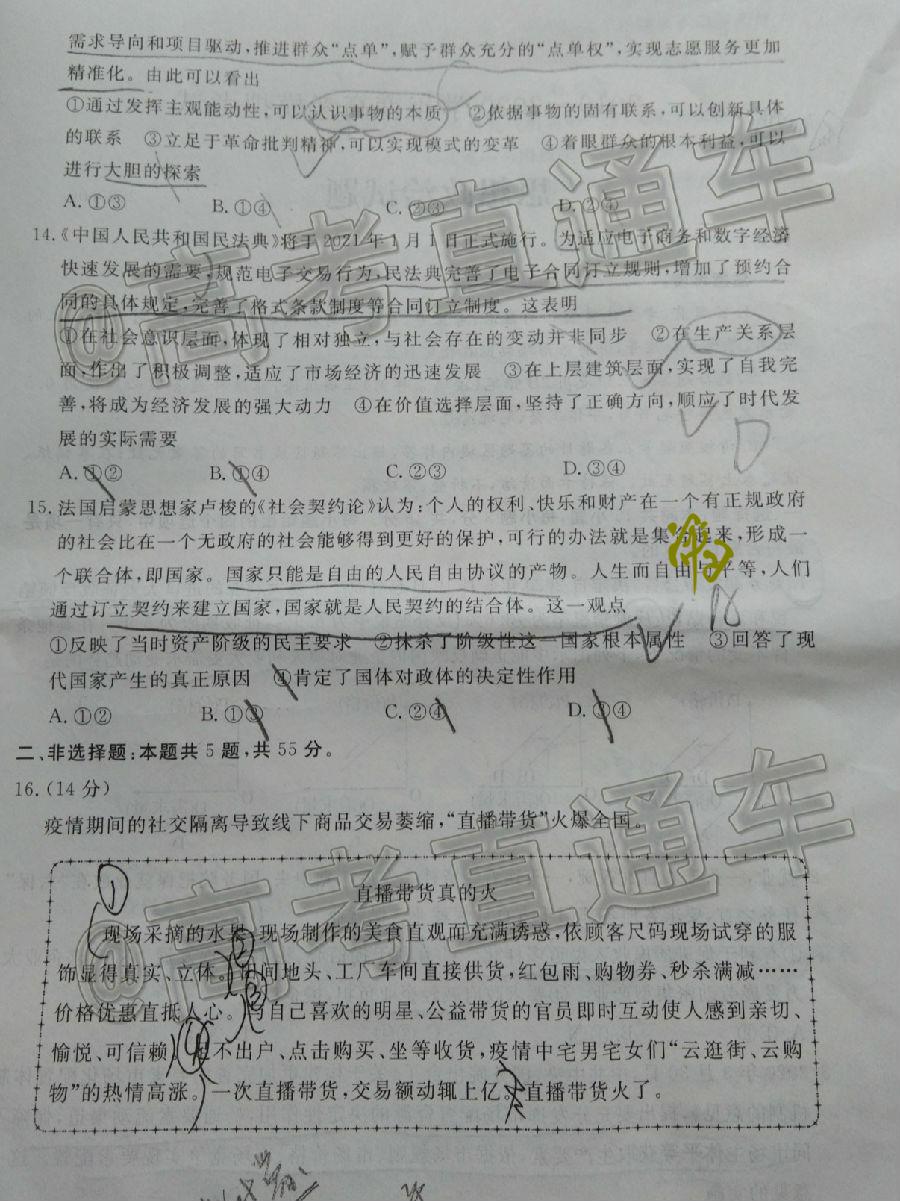 需求导向和项目驱动,推进群众“点单”,赋予群众充分的“点单权”,实现志愿服务更加
精准化。由此可以看出
①通过发挥主观能动性,可以认识事物的本质 ②依据事物的固有联系,可以创新具体
的联系 ③立足于革命批判精神,可以实现模式的变革 ④着眼群众的根本利益,可以
进行大胆的探索
A.①③ B.①④ C.②③ D.②④
14.《中国人民共和国民法典》将于2021年1月1日正式施行。为适应电子商务和数字经济
快速发展的需要,规范电子交易行为,民法典完善了电子合同订立规则,增加了预约合
同的具体规定,完善了格式条款制度等合同订立制度。这表明
①在社会意识层面,体现了相对独立,与社会存在的变动并非同步 ②在生产关系层
面,作出了积极调整,适应了市场经济的迅速发展 ③在上层建筑层面,实现了自我完
善,将成为经济发展的强大动力 ④在价值选择层面,坚持了正确方向,顺应了时代发
展的实际需要
D
A.①② B.①④ C.②③ D.③④
15.法国启蒙思想家卢梭的《社会契约论》认为:个人的权利、快乐和财产在一个有正规政府
的社会比在一个无政府的社会能够得到更好的保护,可行的办法就是集合起来,形成一
个联合体,即国家。国家只能是自由的人民自由协议的产物。人生而自由与平等,人们
通过订立契约来建立国家,国家就是人民契约的结合体。这一观点
①反映了当时资产阶级的民主要求 ②抹杀了阶级性这一国家根本属性 ③回答了现
代国家产生的真正原因 ④肯定了国体对政体的决定性作用
A.①② B.①③ C.②④ D.③④
二、非选择题:本题共5题,共55分。
16.(14分)
疫情期间的社交隔离导致线下商品交易萎缩,“直播带货”火爆全国。
①
直播带货真的火
现场采摘的水果、现场制作的美食直观而充满诱惑,依顾客尺码现场试穿的服
饰显得真实、立体。田间地头、工厂车间直接供货,红包雨、购物券、秒杀满减……
价格优惠直抵人心。与自己喜欢的明星、公益带货的官员即时互动使人感到亲切、
愉悦、可信赖。足不出户、点击购买、坐等收货,疫情中宅男宅女们“云逛街、云购
物”的热情高涨。一次直播带货,交易额动辄上亿。直播带货火了。
@高考直通车
@高考直通车